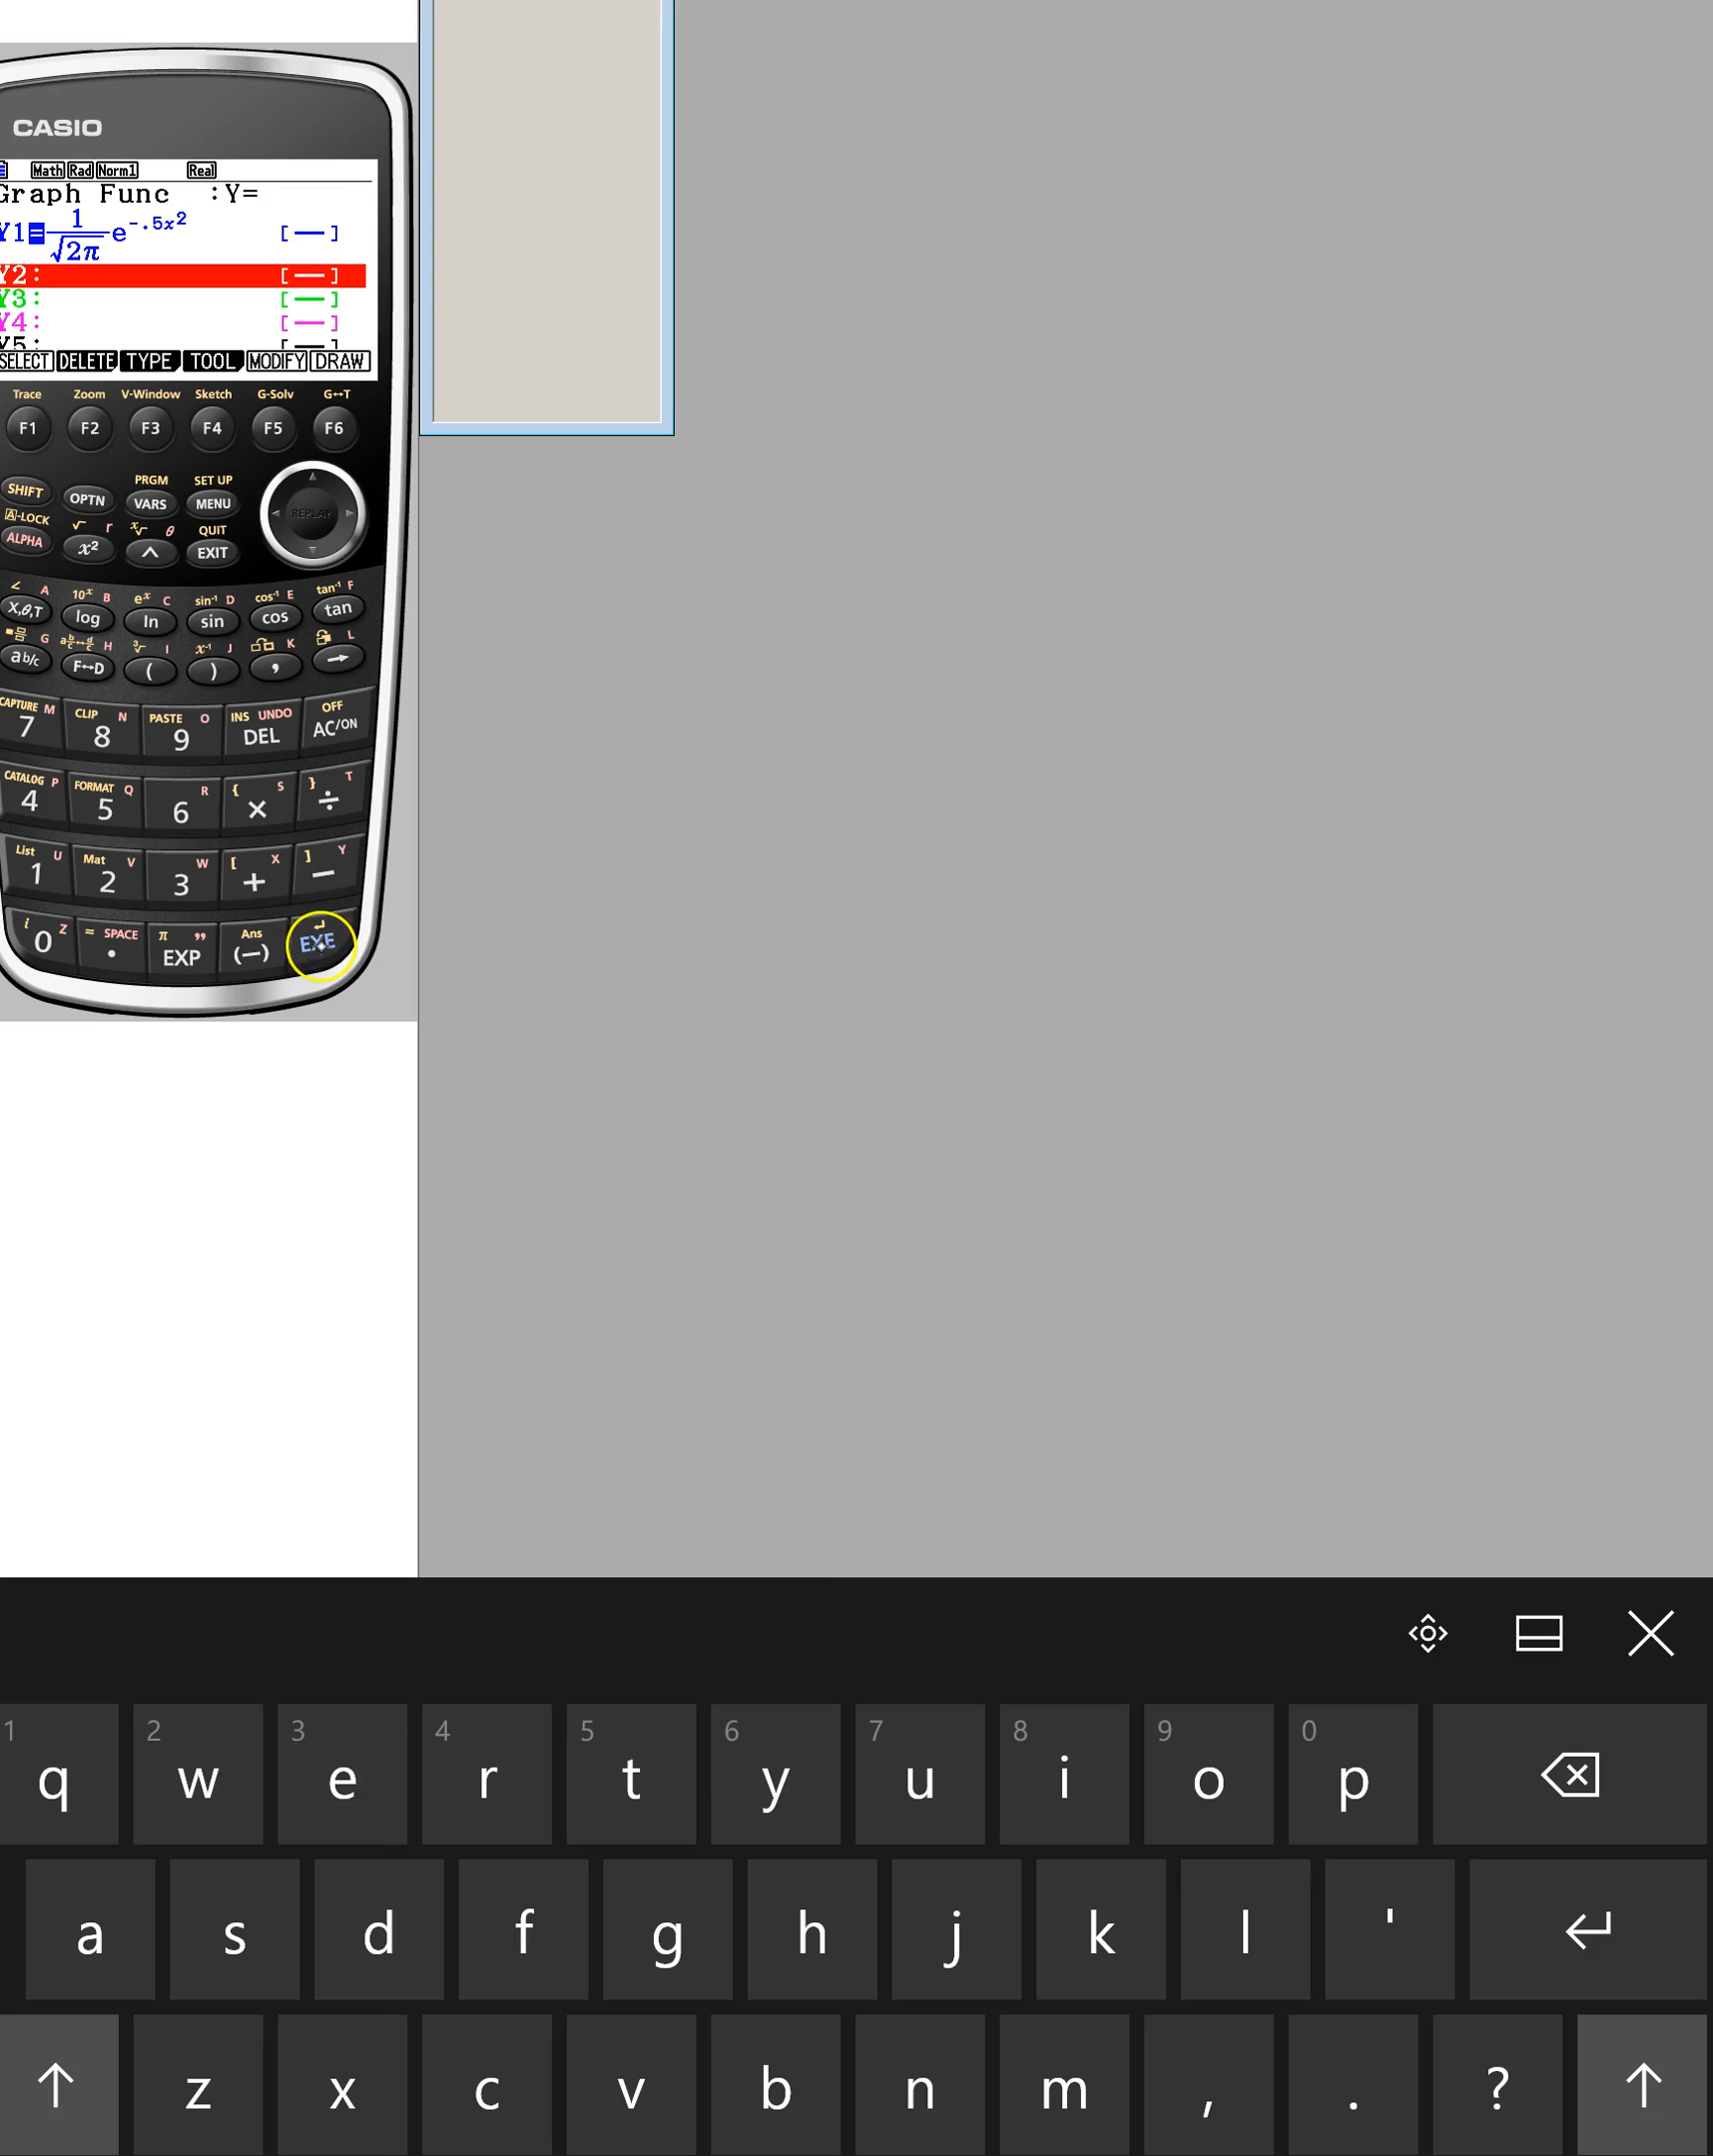 CASIO
Math Rad Norm1 Real
Graph Func :Y=
Y1=1/√2π e^-.5x² [—]
Y2: [—]
Y3: [—]
Y4: [—]
Y5: [—]
SELECT DELETE TYPE TOOL MODIFY DRAW
Trace Zoom V-Window Sketch G-Solv G↔T
F1 F2 F3 F4 F5 F6
PRGM SET UP
SHIFT OPTN VARS MENU
REPLAY
A-LOCK √ r ˣ√ θ QUIT
ALPHA x² ^ EXIT
∠ A 10ˣ B eˣ C sin⁻¹ D cos⁻¹ E tan⁻¹ F
X,θ,T log ln sin cos tan
G a b/c↔d/c H ³√ I x⁻¹ J K L
a b/c F↔D ( ) , →
CAPTURE M CLIP N PASTE O INS UNDO OFF
7 8 9 DEL AC/ON
CATALOG P FORMAT Q R { S } T
4 5 6 × ÷
List U Mat V W [ X ] Y
1 2 3 + −
i Z = SPACE π " Ans ↵
0 . EXP (−) EXE
1 2 3 4 5 6 7 8 9 0
q w e r t y u i o p
a s d f g h j k l '
z x c v b n m , . ?